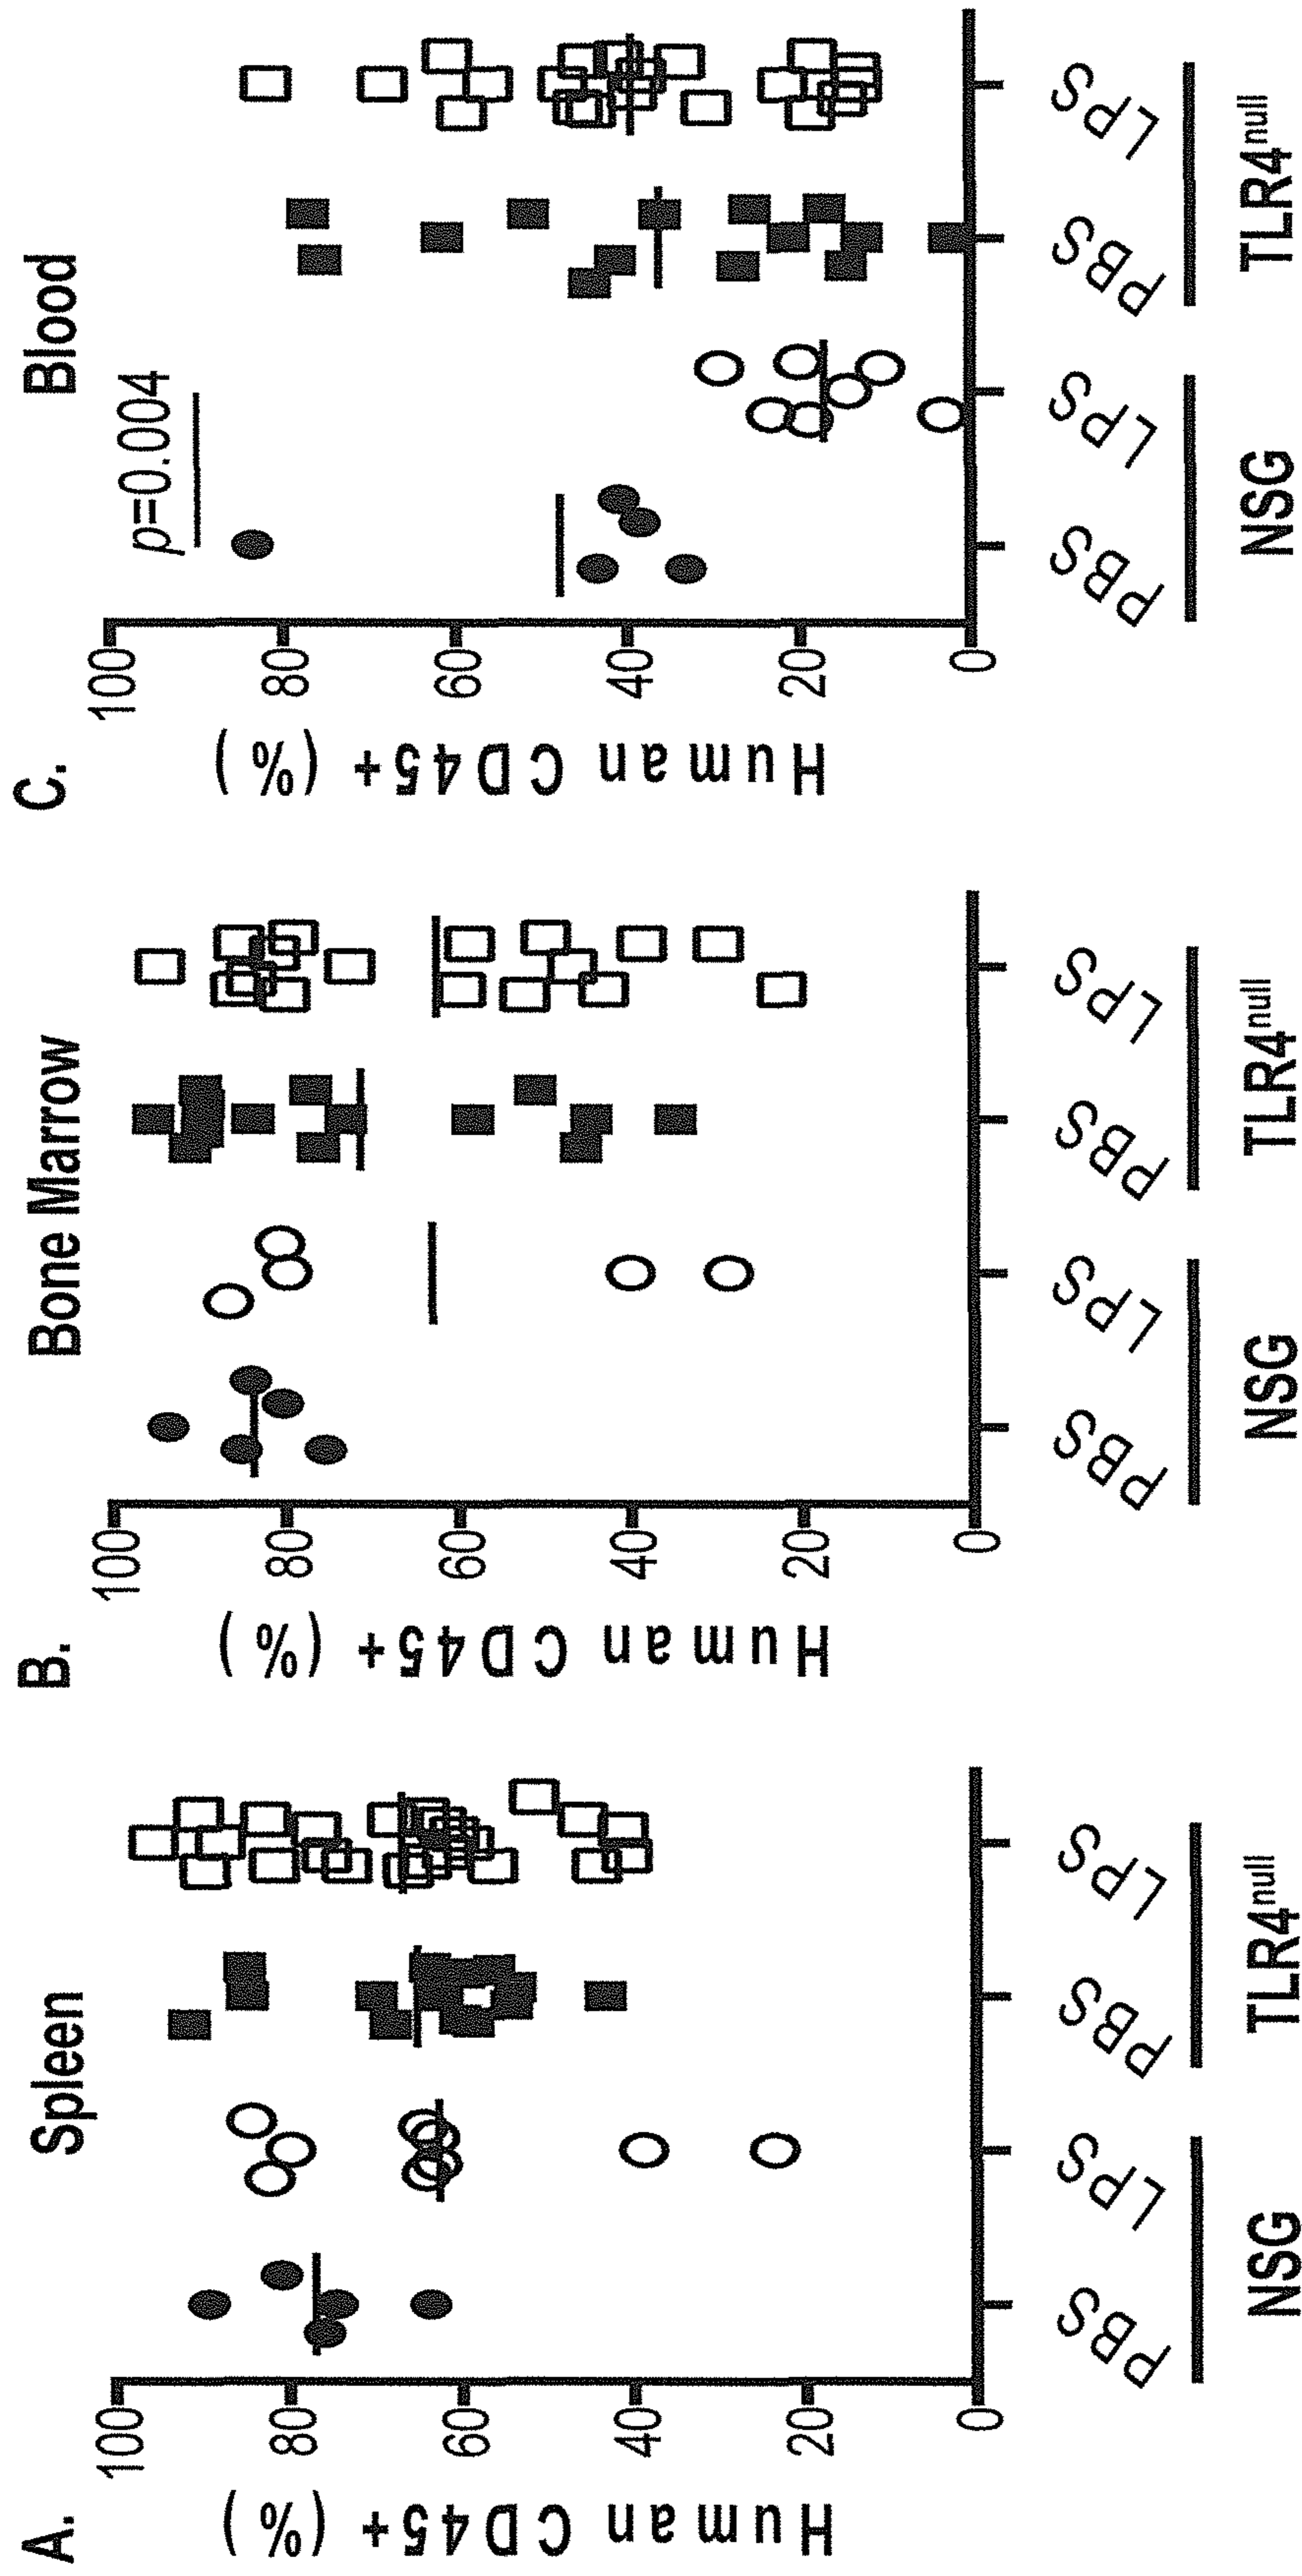 A.
Spleen
Human CD45+ (%)
100
80
60
40
20
0
PBS
LPS
PBS
LPS
NSG
TLR4null
B.
Bone Marrow
Human CD45+ (%)
100
80
60
40
20
0
PBS
LPS
PBS
LPS
NSG
TLR4null
C.
Blood
p=0.004
Human CD45+ (%)
100
80
60
40
20
0
PBS
LPS
PBS
LPS
NSG
TLR4null